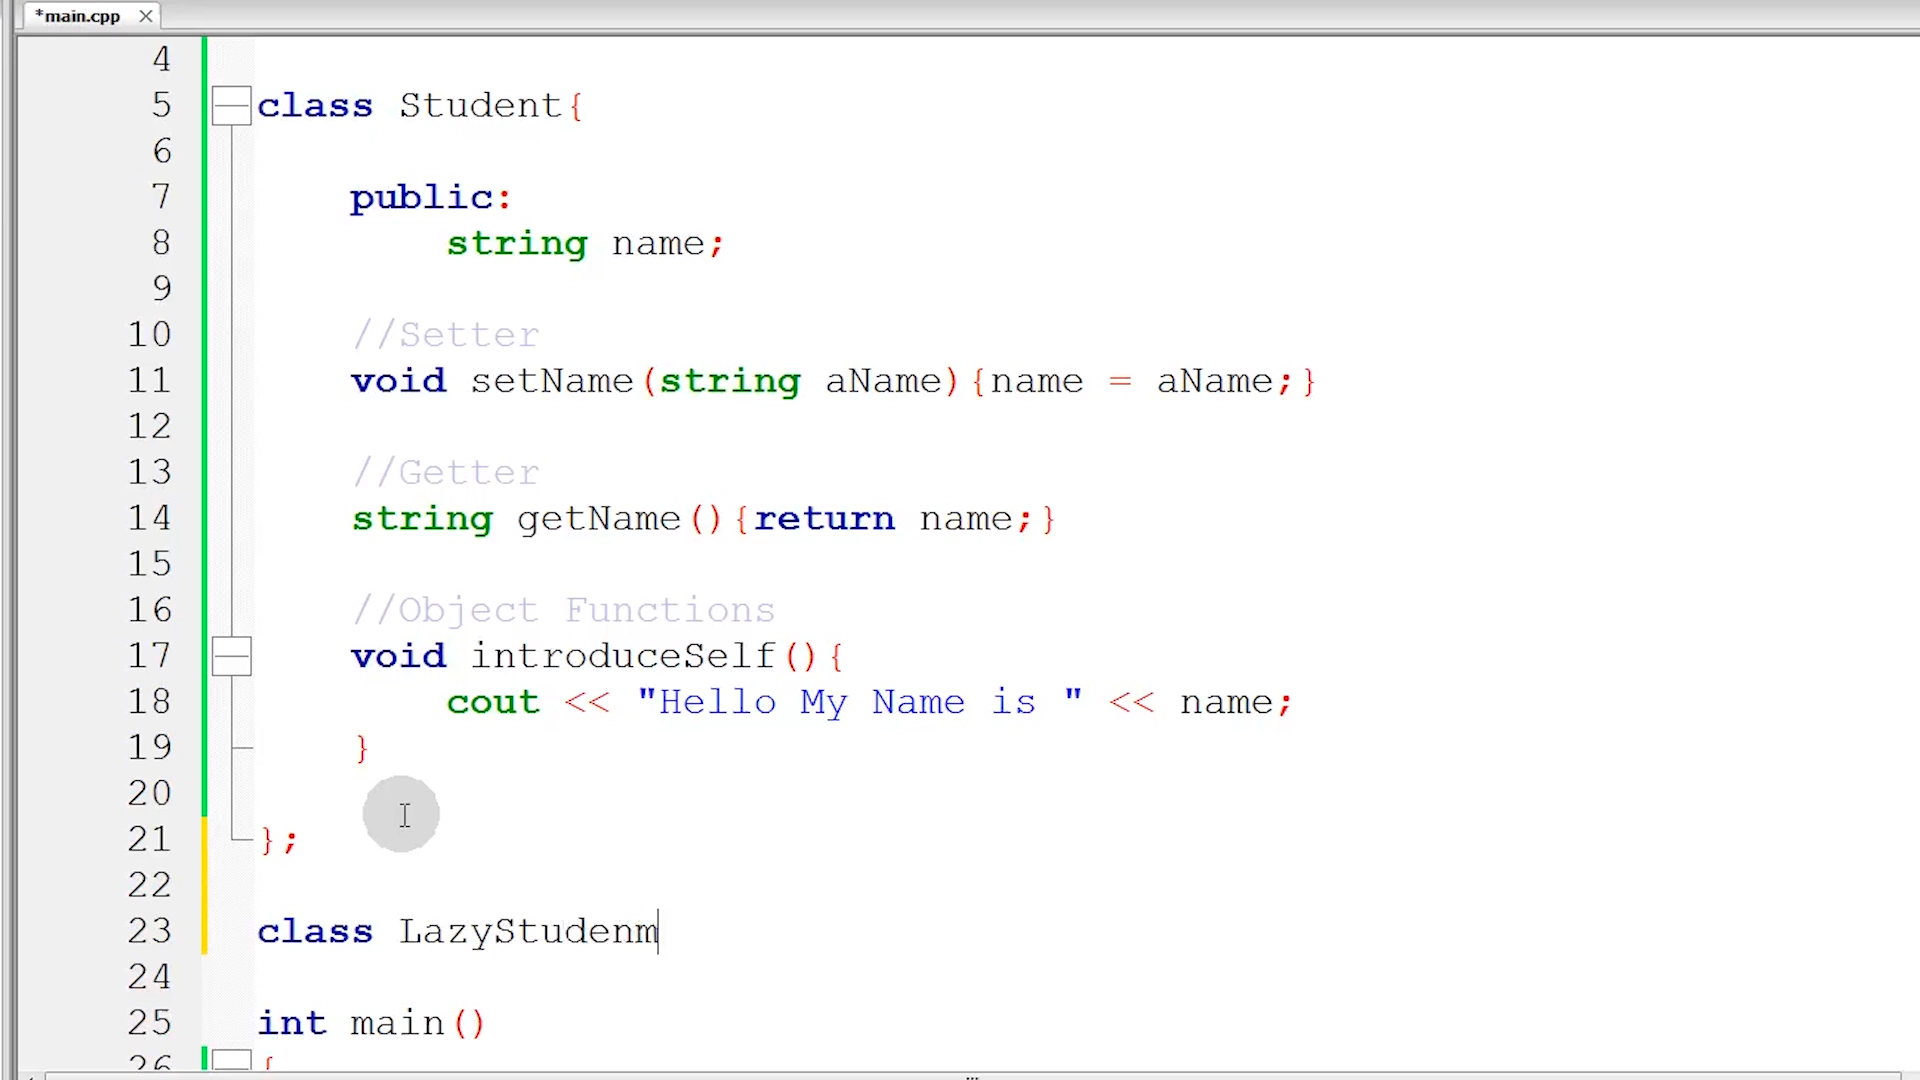 *main.cpp
4
5 class Student{
6
7 public:
8 string name;
9
10 //Setter
11 void setName(string aName){name = aName;}
12
13 //Getter
14 string getName(){return name;}
15
16 //Object Functions
17 void introduceSelf(){
18 cout << "Hello My Name is " << name;
19 }
20
21 };
22
23 class LazyStudenm
24
25 int main()
26 {